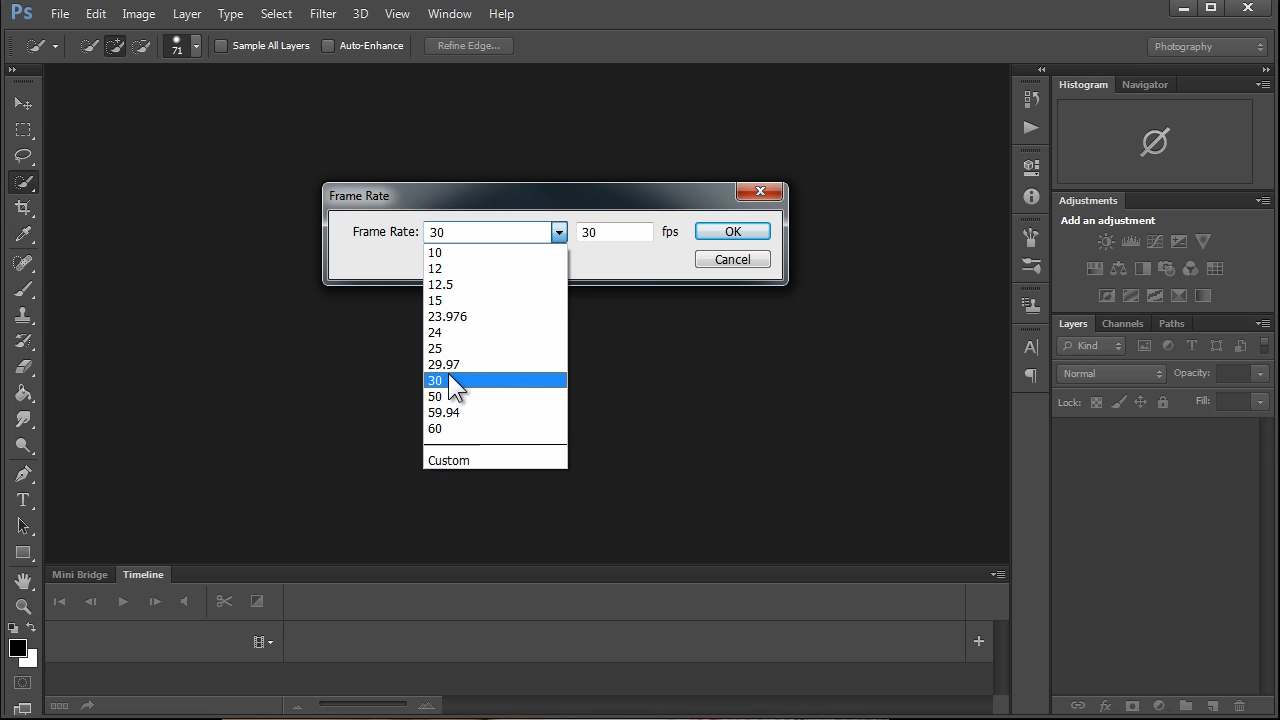 Ps File Edit Image Layer Type Select Filter 3D View Window Help
71 Sample All Layers Auto-Enhance Refine Edge... Photography
Histogram Navigator
Frame Rate
Frame Rate: 30 30 fps OK
Cancel
10
12
12.5
15
23.976
24
25
29.97
30
50
59.94
60
Custom
Adjustments
Add an adjustment
Layers Channels Paths
Kind
Normal Opacity:
Lock: Fill:
Mini Bridge Timeline